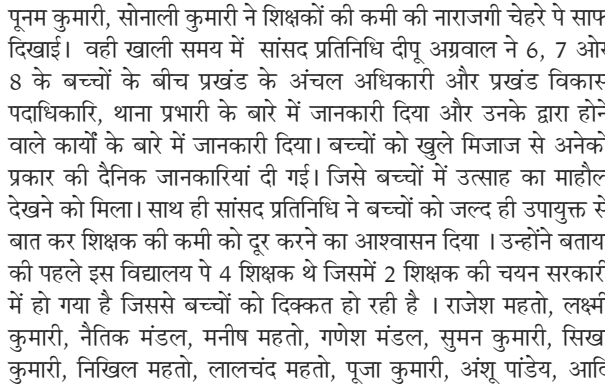 पूनम कुमारी, सोनाली कुमारी ने शिक्षकों की कमी की नाराजगी चेहरे पे साफ
दिखाई। वही खाली समय में सांसद प्रतिनिधि दीपू अग्रवाल ने 6, 7 ओर
8 के बच्चों के बीच प्रखंड के अंचल अधिकारी और प्रखंड विकास
पदाधिकारि, थाना प्रभारी के बारे में जानकारी दिया और उनके द्वारा होने
वाले कार्यों के बारे में जानकारी दिया। बच्चों को खुले मिजाज से अनेको
प्रकार की दैनिक जानकारियां दी गई। जिसे बच्चों में उत्साह का माहौल
देखने को मिला। साथ ही सांसद प्रतिनिधि ने बच्चों को जल्द ही उपायुक्त से
बात कर शिक्षक की कमी को दूर करने का आश्वासन दिया । उन्होंने बताय
की पहले इस विद्यालय पे 4 शिक्षक थे जिसमें 2 शिक्षक की चयन सरकारी
में हो गया है जिससे बच्चों को दिक्कत हो रही है । राजेश महतो, लक्ष्मी
कुमारी, नैतिक मंडल, मनीष महतो, गणेश मंडल, सुमन कुमारी, सिखा
कुमारी, निखिल महतो, लालचंद महतो, पूजा कुमारी, अंशू पांडेय, आदि